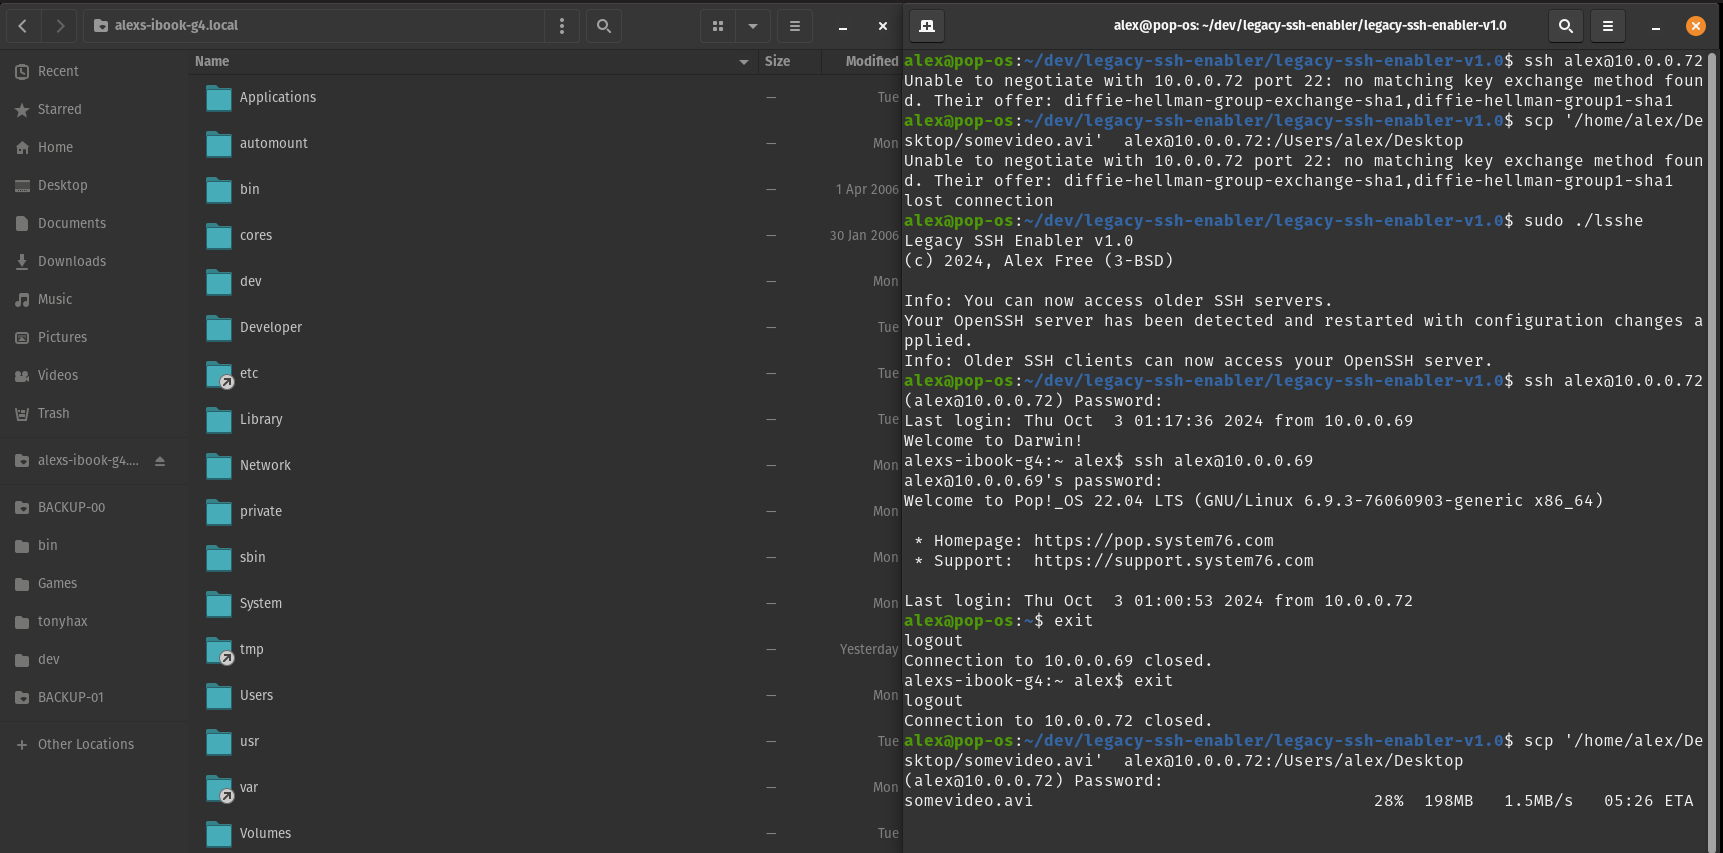 alexs-ibook-g4.local
Recent
Starred
Home
Desktop
Documents
Downloads
Music
Pictures
Videos
Trash
alexs-ibook-g4....
BACKUP-00
bin
Games
tonyhax
dev
BACKUP-01
+ Other Locations
Name Size Modified
Applications — Tue
automount — Mon
bin — 1 Apr 2006
cores — 30 Jan 2006
dev — Mon
Developer — Tue
etc — Tue
Library — Tue
Network — Mon
private — Mon
sbin — Mon
System — Mon
tmp — Yesterday
Users — Mon
usr — Tue
var — Mon
Volumes — Tue
alex@pop-os: ~/dev/legacy-ssh-enabler/legacy-ssh-enabler-v1.0
alex@pop-os:~/dev/legacy-ssh-enabler/legacy-ssh-enabler-v1.0$ ssh alex@10.0.0.72
Unable to negotiate with 10.0.0.72 port 22: no matching key exchange method foun
d. Their offer: diffie-hellman-group-exchange-sha1,diffie-hellman-group1-sha1
alex@pop-os:~/dev/legacy-ssh-enabler/legacy-ssh-enabler-v1.0$ scp '/home/alex/De
sktop/somevideo.avi'  alex@10.0.0.72:/Users/alex/Desktop
Unable to negotiate with 10.0.0.72 port 22: no matching key exchange method foun
d. Their offer: diffie-hellman-group-exchange-sha1,diffie-hellman-group1-sha1
lost connection
alex@pop-os:~/dev/legacy-ssh-enabler/legacy-ssh-enabler-v1.0$ sudo ./lsshe
Legacy SSH Enabler v1.0
(c) 2024, Alex Free (3-BSD)
Info: You can now access older SSH servers.
Your OpenSSH server has been detected and restarted with configuration changes a
pplied.
Info: Older SSH clients can now access your OpenSSH server.
alex@pop-os:~/dev/legacy-ssh-enabler/legacy-ssh-enabler-v1.0$ ssh alex@10.0.0.72
(alex@10.0.0.72) Password:
Last login: Thu Oct  3 01:17:36 2024 from 10.0.0.69
Welcome to Darwin!
alexs-ibook-g4:~ alex$ ssh alex@10.0.0.69
alex@10.0.0.69's password:
Welcome to Pop!_OS 22.04 LTS (GNU/Linux 6.9.3-76060903-generic x86_64)
* Homepage: https://pop.system76.com
* Support:  https://support.system76.com
Last login: Thu Oct  3 01:00:53 2024 from 10.0.0.72
alex@pop-os:~$ exit
logout
Connection to 10.0.0.69 closed.
alexs-ibook-g4:~ alex$ exit
logout
Connection to 10.0.0.72 closed.
alex@pop-os:~/dev/legacy-ssh-enabler/legacy-ssh-enabler-v1.0$ scp '/home/alex/De
sktop/somevideo.avi'  alex@10.0.0.72:/Users/alex/Desktop
(alex@10.0.0.72) Password:
somevideo.avi 28% 198MB 1.5MB/s 05:26 ETA